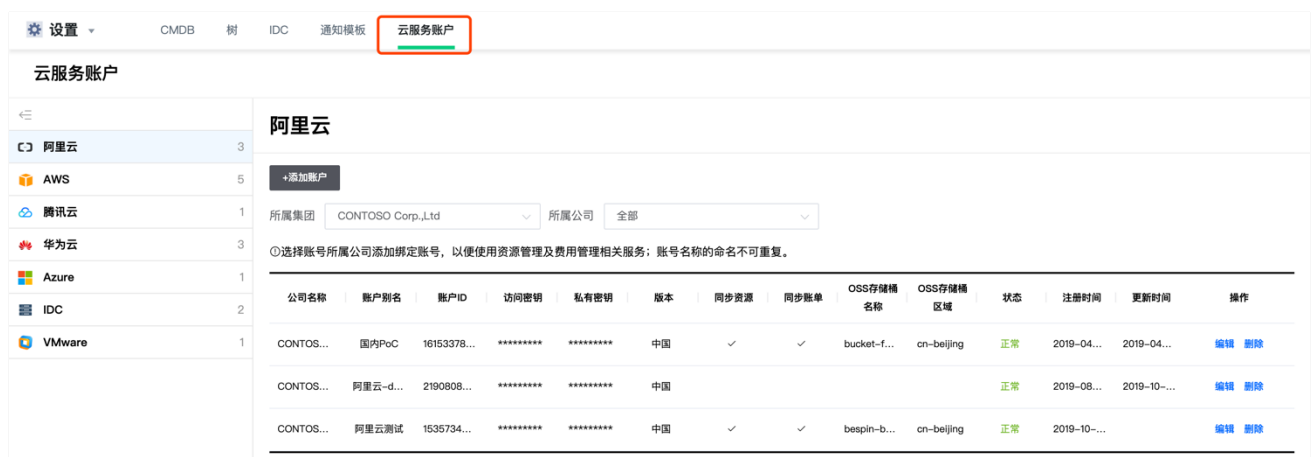 设置 CMDB 树 IDC 通知模板 云服务账户
云服务账户
阿里云
阿里云 3
AWS 5
腾讯云 1
华为云 3
Azure 1
IDC 2
VMware 1
+添加账户
所属集团 CONTOSO Corp.,Ltd 所属公司 全部
①选择账号所属公司添加绑定账号，以便使用资源管理及费用管理相关服务；账号名称的命名不可重复。
公司名称 账户别名 账户ID 访问密钥 私有密钥 版本 同步资源 同步账单 OSS存储桶名称 OSS存储桶区域 状态 注册时间 更新时间 操作
CONTOS... 国内PoC 16153378... ********* ********* 中国 ✓ ✓ bucket-f... cn-beijing 正常 2019-04... 2019-04... 编辑 删除
CONTOS... 阿里云-d... 2190808... ********* ********* 中国 正常 2019-08... 2019-10-... 编辑 删除
CONTOS... 阿里云测试 1535734... ********* ********* 中国 ✓ ✓ bespin-b... cn-beijing 正常 2019-10-... 编辑 删除